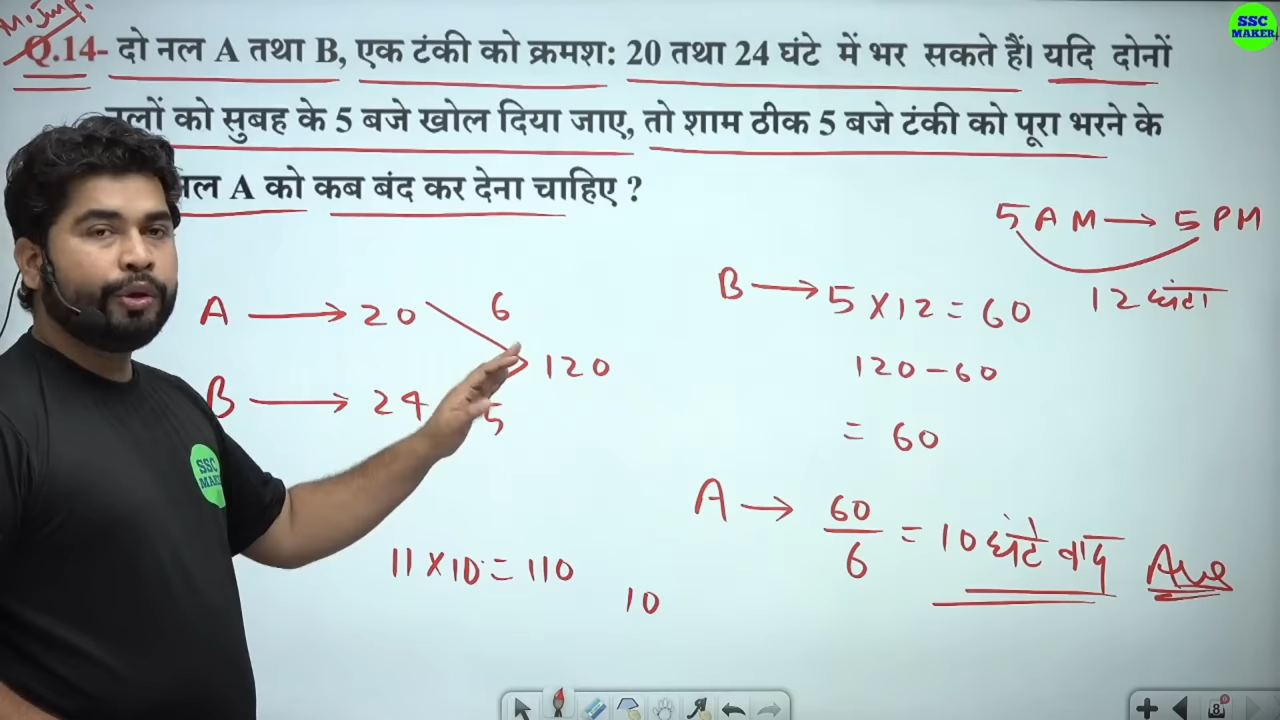 M. Imp.
Q.14- दो नल A तथा B, एक टंकी को क्रमश: 20 तथा 24 घंटे में भर सकते हैं। यदि दोनों
नलों को सुबह के 5 बजे खोल दिया जाए, तो शाम ठीक 5 बजे टंकी को पूरा भरने के
नल A को कब बंद कर देना चाहिए ?
SSC
MAKER
5 AM → 5 PM
12 घंटा
A → 20 6
120
B → 24 5
B → 5 × 12 = 60
120 - 60
= 60
A → 60/6 = 10 घंटे बाद Ans
11 × 10 = 110
10
SSC